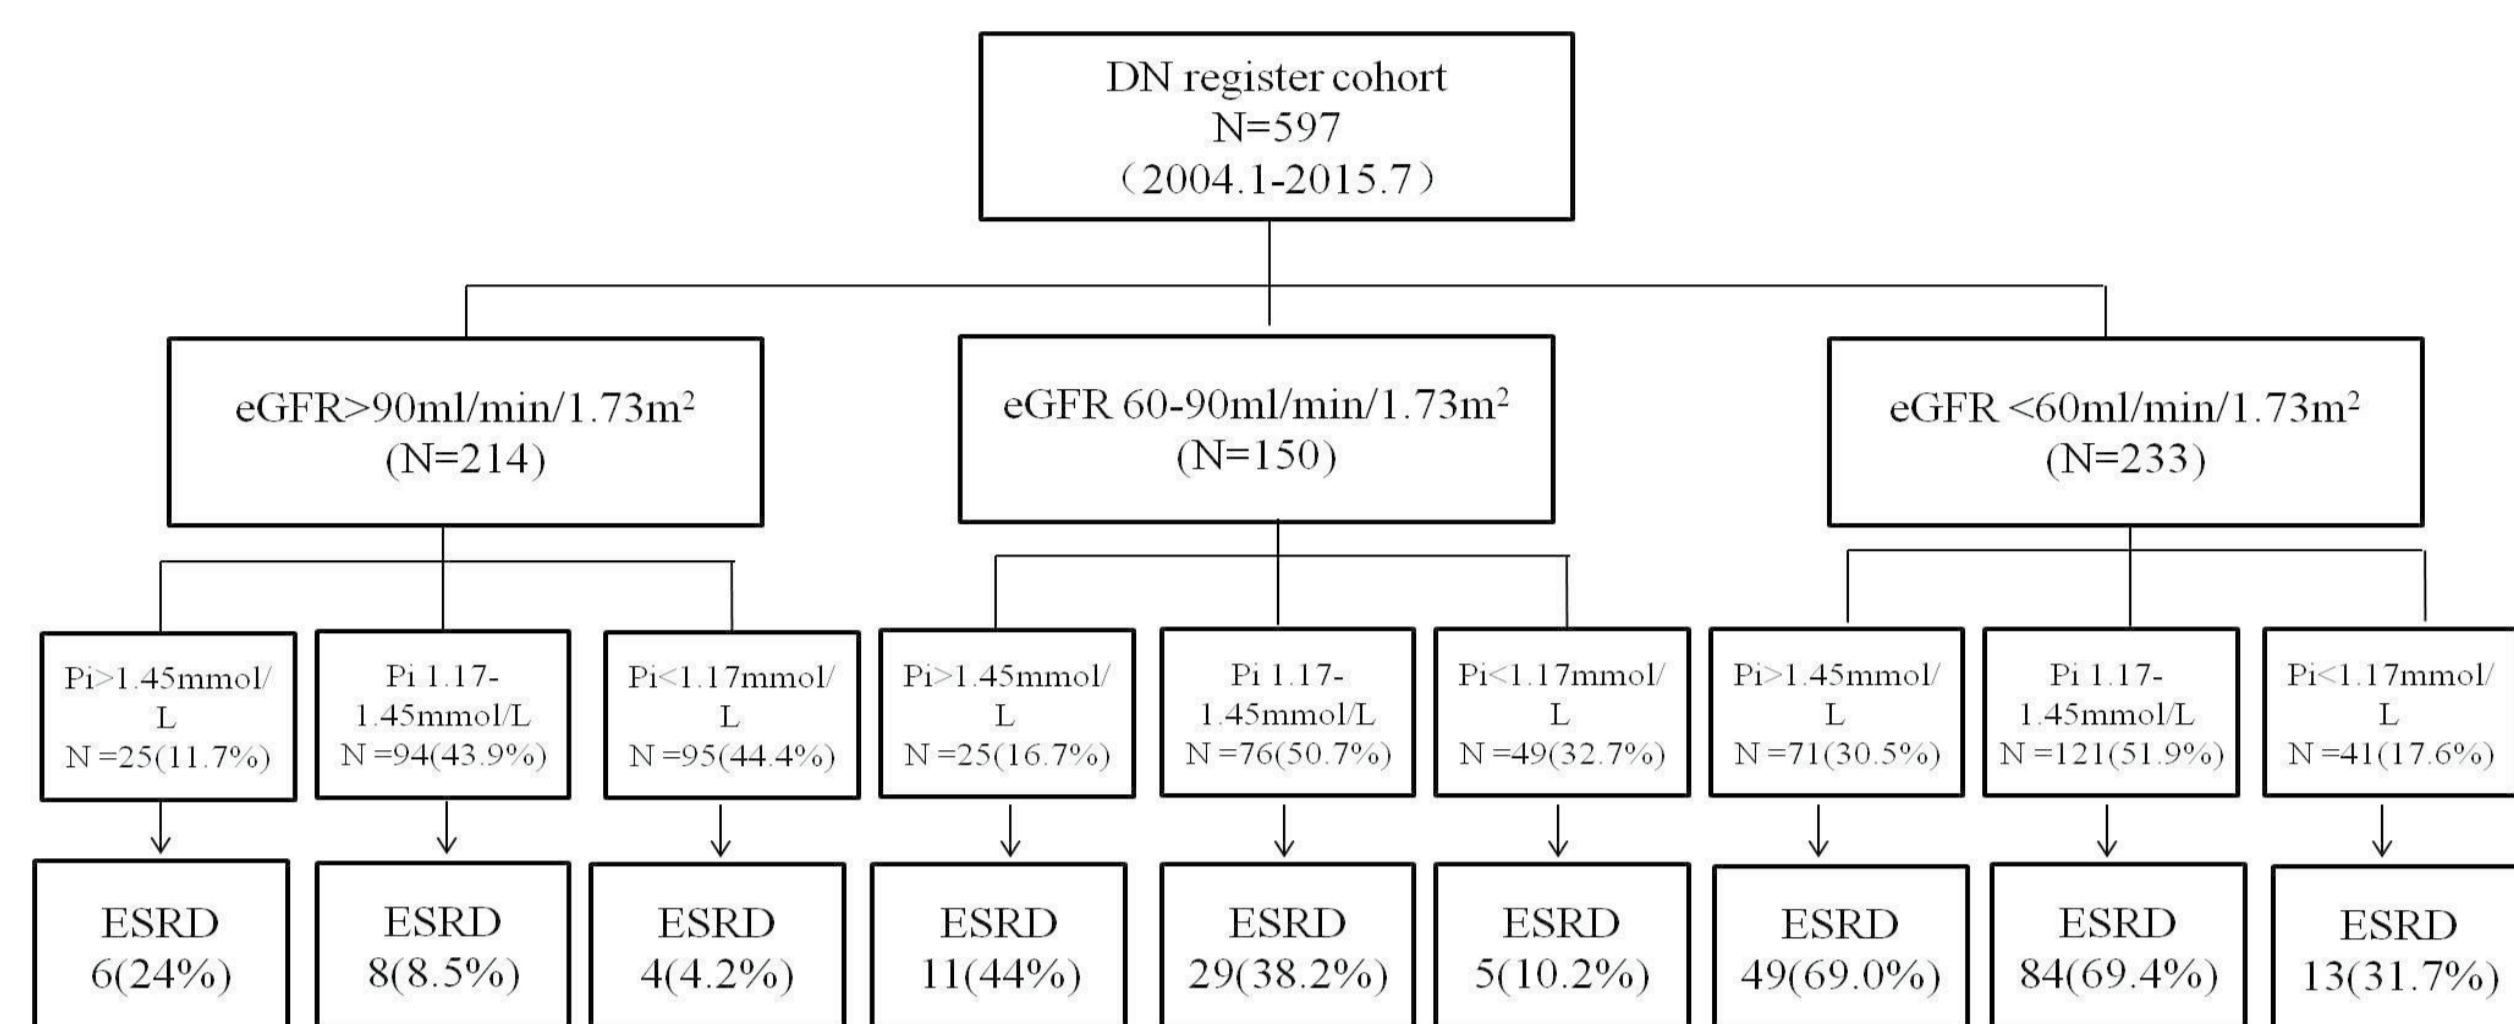 DN register cohort
N=597
（2004.1-2015.7）
eGFR>90ml/min/1.73m²
(N=214)
eGFR 60-90ml/min/1.73m²
(N=150)
eGFR <60ml/min/1.73m²
(N=233)
Pi>1.45mmol/
L
N=25(11.7%)
Pi 1.17-
1.45mmol/L
N=94(43.9%)
Pi<1.17mmol/
L
N=95(44.4%)
Pi>1.45mmol/
L
N=25(16.7%)
Pi 1.17-
1.45mmol/L
N=76(50.7%)
Pi<1.17mmol/
L
N=49(32.7%)
Pi>1.45mmol/
L
N=71(30.5%)
Pi 1.17-
1.45mmol/L
N=121(51.9%)
Pi<1.17mmol/
L
N=41(17.6%)
ESRD
6(24%)
ESRD
8(8.5%)
ESRD
4(4.2%)
ESRD
11(44%)
ESRD
29(38.2%)
ESRD
5(10.2%)
ESRD
49(69.0%)
ESRD
84(69.4%)
ESRD
13(31.7%)